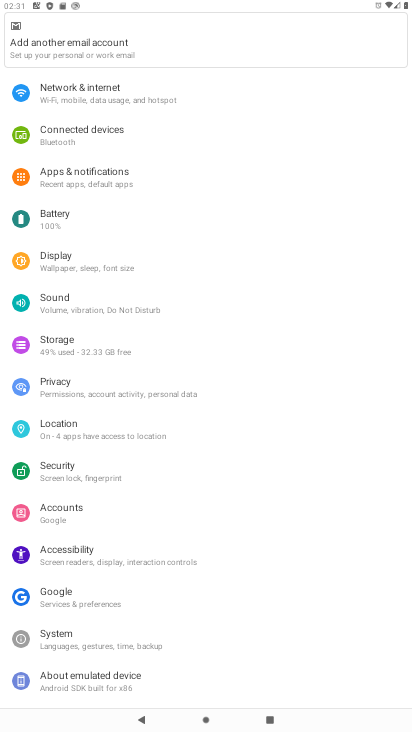 02:31
Add another email account
Set up your personal or work email
Network & internet
Wi-Fi, mobile, data usage, and hotspot
Connected devices
Bluetooth
Apps & notifications
Recent apps, default apps
Battery
100%
Display
Wallpaper, sleep, font size
Sound
Volume, vibration, Do Not Disturb
Storage
49% used - 32.33 GB free
Privacy
Permissions, account activity, personal data
Location
On - 4 apps have access to location
Security
Screen lock, fingerprint
Accounts
Google
Accessibility
Screen readers, display, interaction controls
Google
Services & preferences
System
Languages, gestures, time, backup
About emulated device
Android SDK built for x86